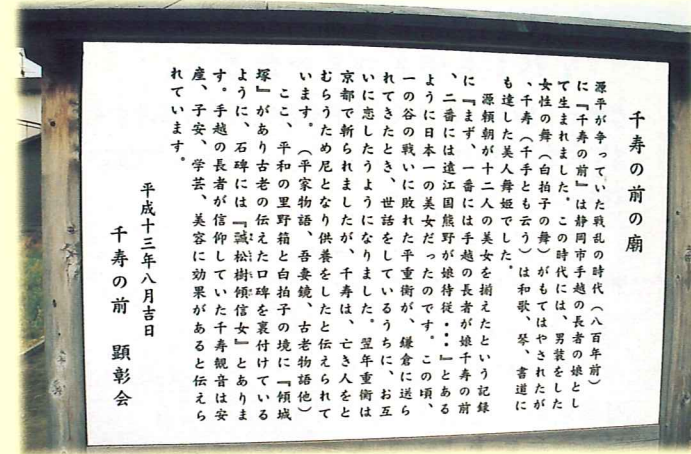 千寿の前の廟
源平が争っていた戦乱の時代（八百年前）
に『千寿の前』は静岡市手越の長者の娘とし
て生まれました。この時代には、男装をした
女性の舞（白拍子の舞）がもてはやされたが
、千寿（千手とも云う）は和歌、琴、書道に
も達した美人舞姫でした。
源頼朝が十二人の美女を揃えたという記録
に『まず、一番には手越の長者が娘千寿の前
、二番には遠江国熊野が娘待従・・・』とある
ように日本一の美女だったのです。この頃、
一の谷の戦いに敗れた平重衡が、鎌倉に送ら
れてきたとき、世話をしているうちに、お互
いに恋したうようになりました。翌年重衡は
京都で斬られましたが、千寿は、亡き人をと
むらうため尼となり供養をしたと伝えられて
います。（平家物語、吾妻鏡、古老物語他）
ここ、平和の里野箱と白拍子の境に『傾城
塚』があり古老の伝えた口碑を裏付けている
ように、石碑には『誠松樹傾信女』とありま
す。手越の長者が信仰していた千寿観音は安
産、子安、学芸、美容に効果があると伝えら
れています。
平成十三年八月吉日
千寿の前 顕彰会